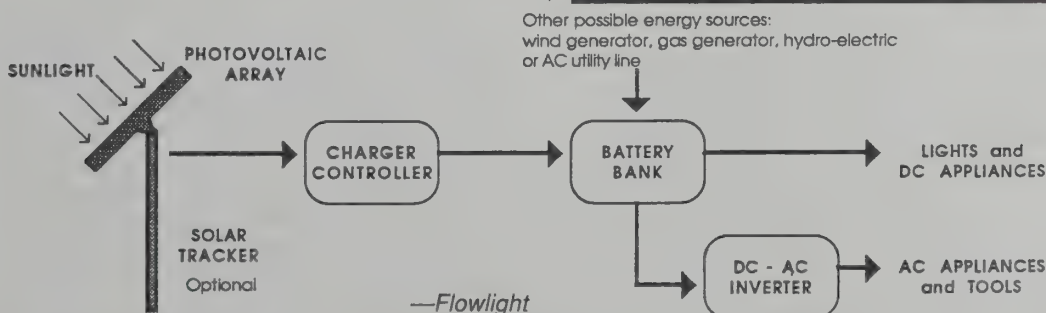 Other possible energy sources:
wind generator, gas generator, hydro-electric
or AC utility line
SUNLIGHT
PHOTOVOLTAIC
ARRAY
CHARGER
CONTROLLER
BATTERY
BANK
LIGHTS and
DC APPLIANCES
SOLAR
TRACKER
Optional
DC - AC
INVERTER
AC APPLIANCES
and TOOLS
—Flowlight